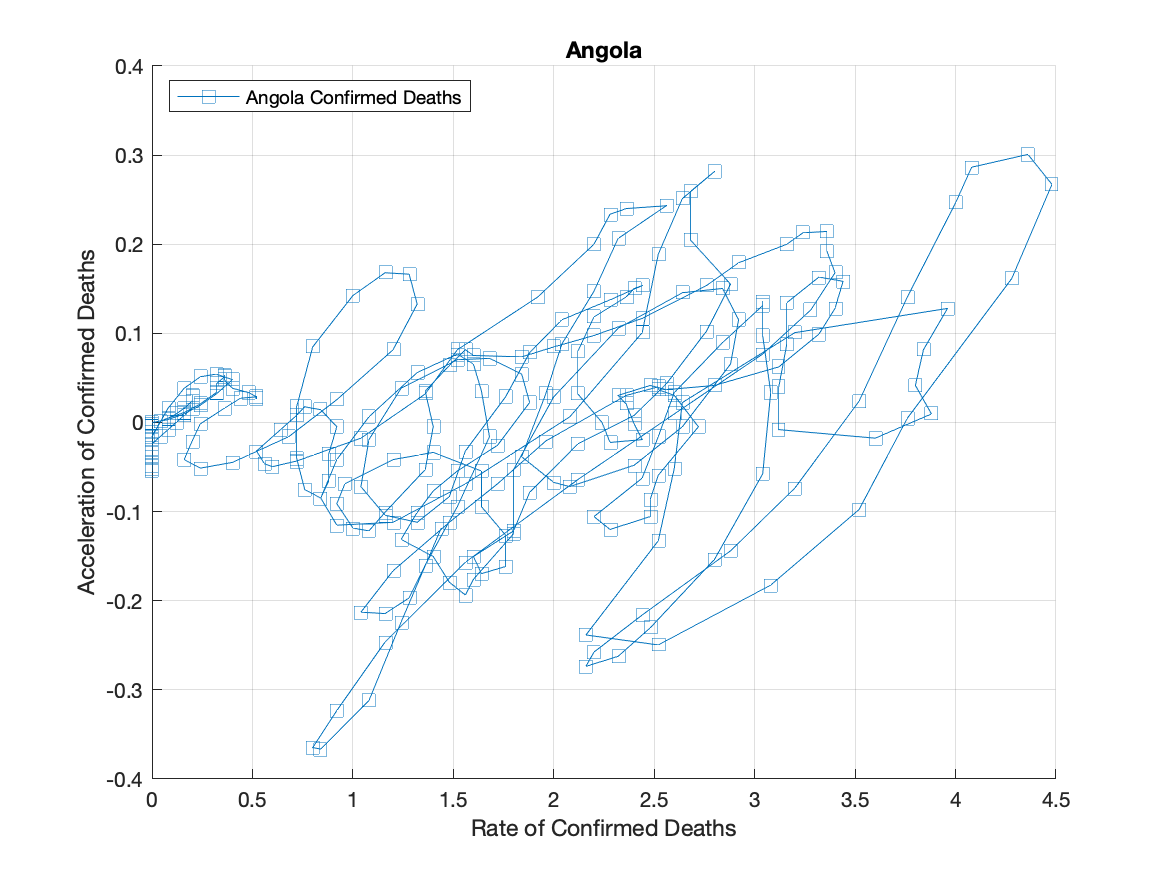 Angola
Angola Confirmed Deaths
Acceleration of Confirmed Deaths
0.4
0.3
0.2
0.1
0
-0.1
-0.2
-0.3
-0.4
0 0.5 1 1.5 2 2.5 3 3.5 4 4.5
Rate of Confirmed Deaths